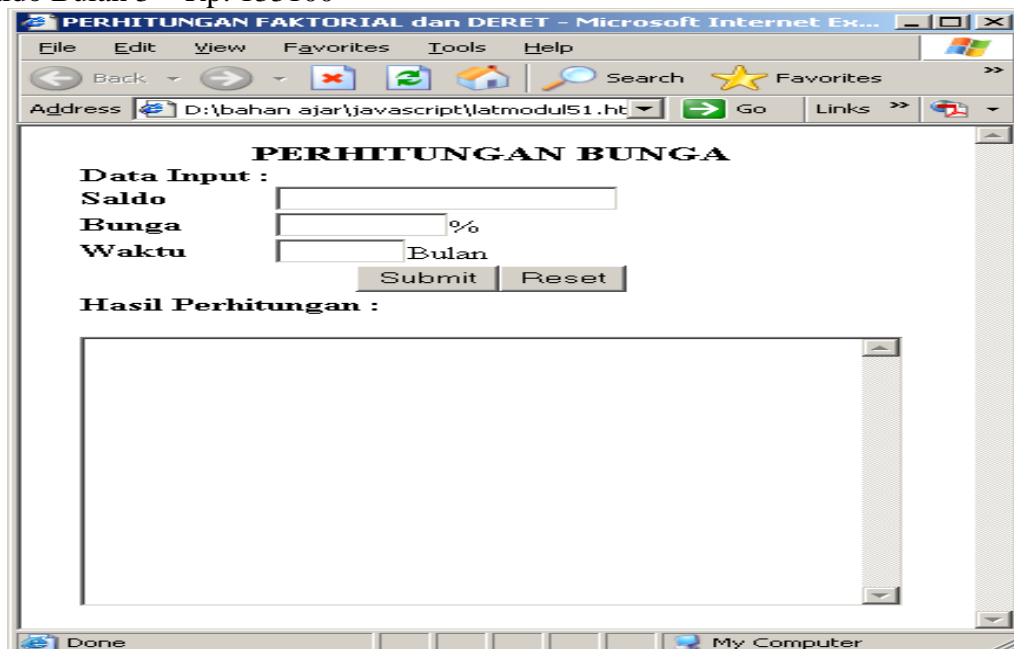 PERHITUNGAN FAKTORIAL dan DERET - Microsoft Internet Ex...
File Edit View Favorites Tools Help
Back Search Favorites »
Address D:\bahan ajar\javascript\latmodul51.ht Go Links »
PERHITUNGAN BUNGA
Data Input :
Saldo
Bunga %
Waktu Bulan
Submit Reset
Hasil Perhitungan :
Done My Computer